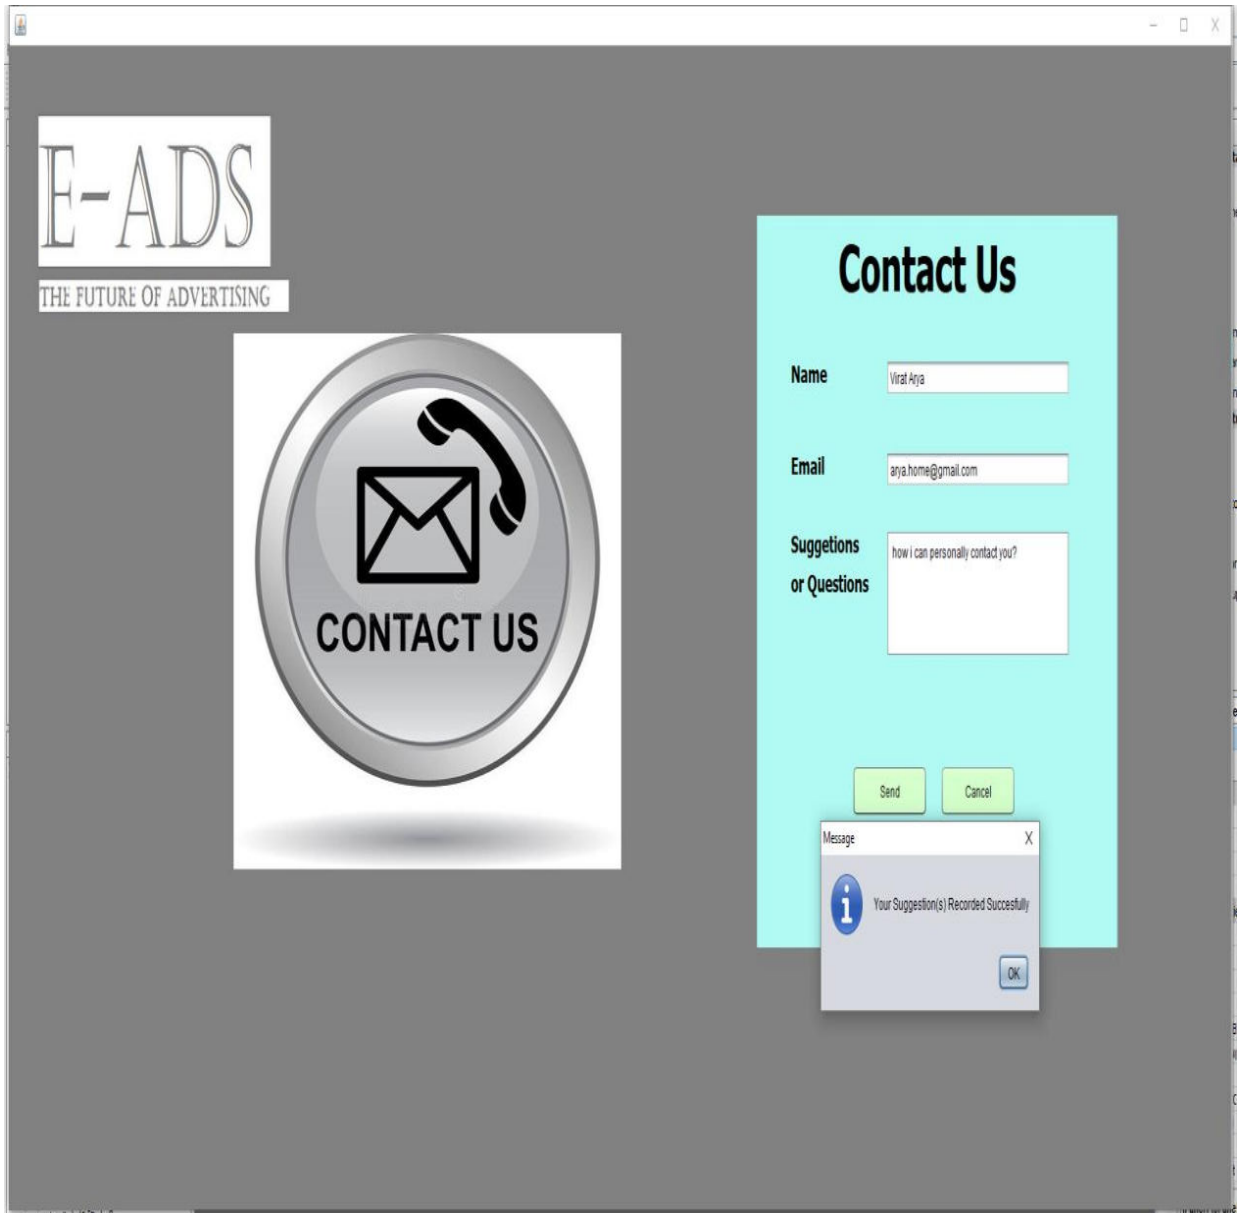 E-ADS
THE FUTURE OF ADVERTISING
CONTACT US
Contact Us
Name
Virat Arya
Email
arya.home@gmail.com
Suggetions
or Questions
how i can personally contact you?
Send
Cancel
Message
X
Your Suggestion(s) Recorded Succesfully
OK